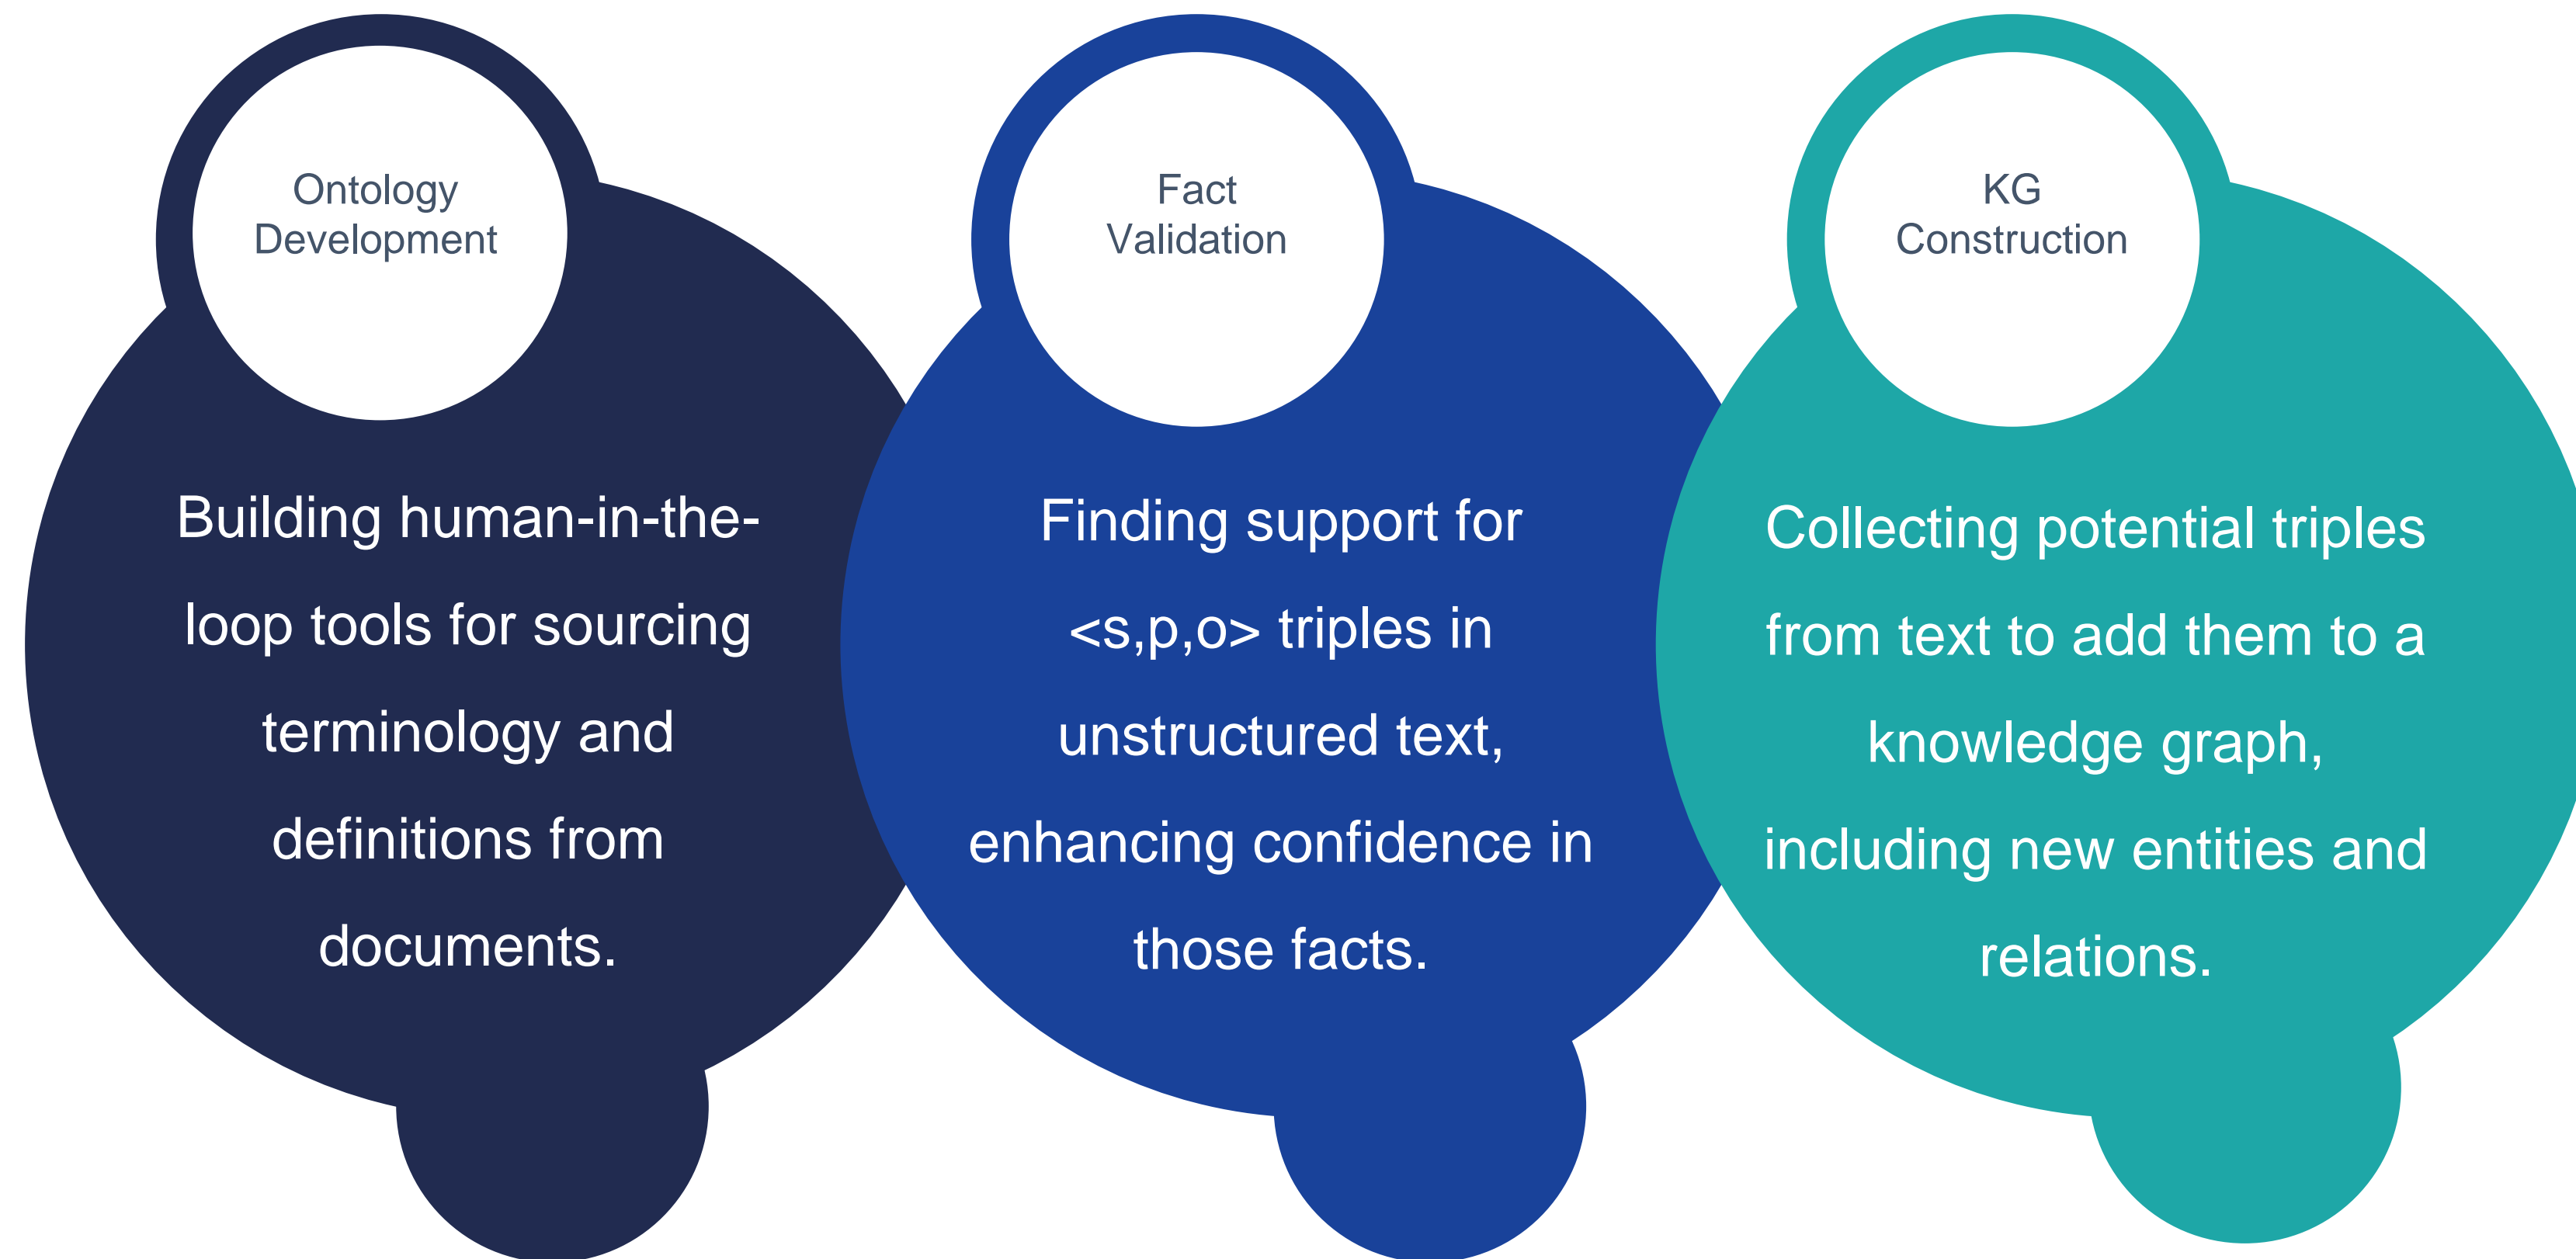 Ontology
Development
Building human-in-the-
loop tools for sourcing
terminology and
definitions from
documents.
Fact
Validation
Finding support for
<s,p,o> triples in
unstructured text,
enhancing confidence in
those facts.
KG
Construction
Collecting potential triples
from text to add them to a
knowledge graph,
including new entities and
relations.